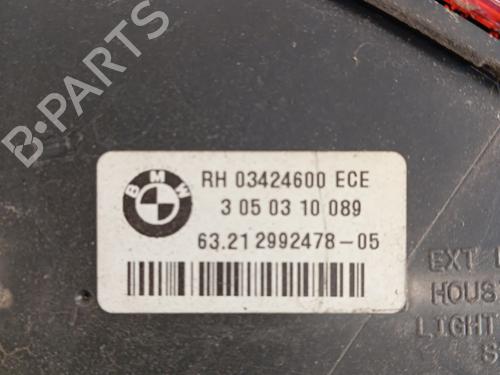 B-PARTS
BMW
RH 03424600 ECE
3 05 03 10 089
63.21 2992478-05
EXT
HOUS
LIGHT
S